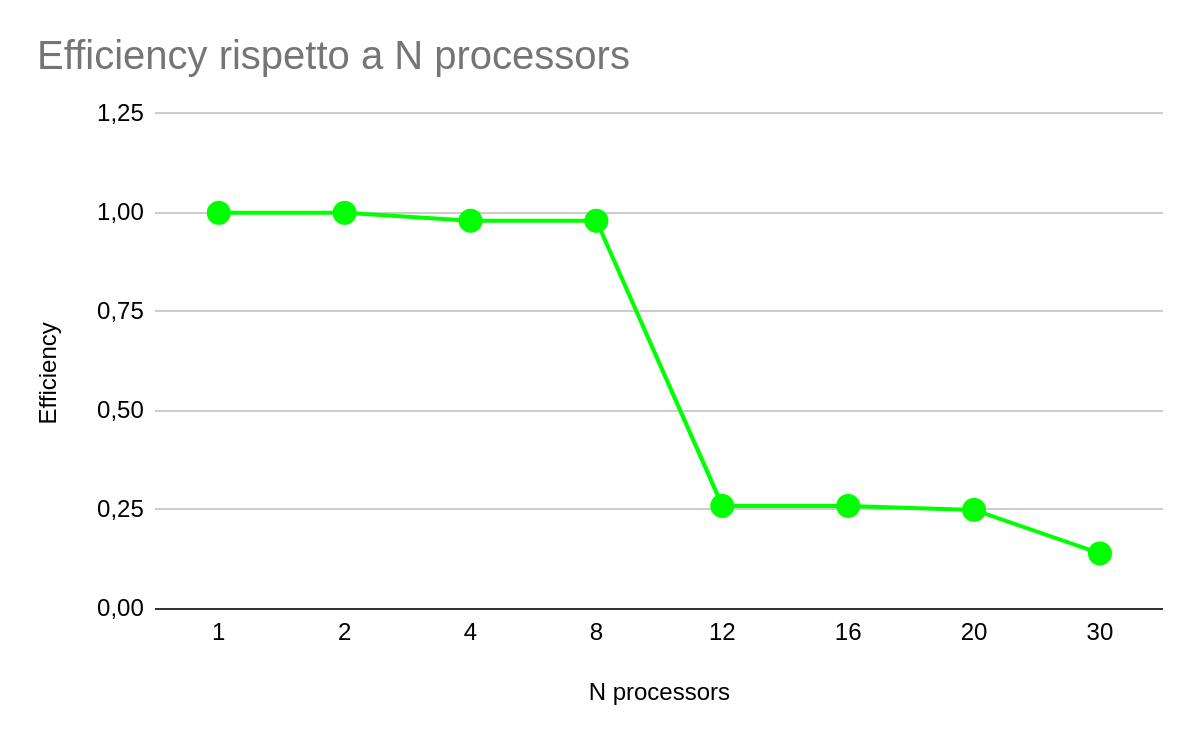 Efficiency rispetto a N processors
1,25
1,00
0,75
0,50
0,25
0,00
Efficiency
1 2 4 8 12 16 20 30
N processors